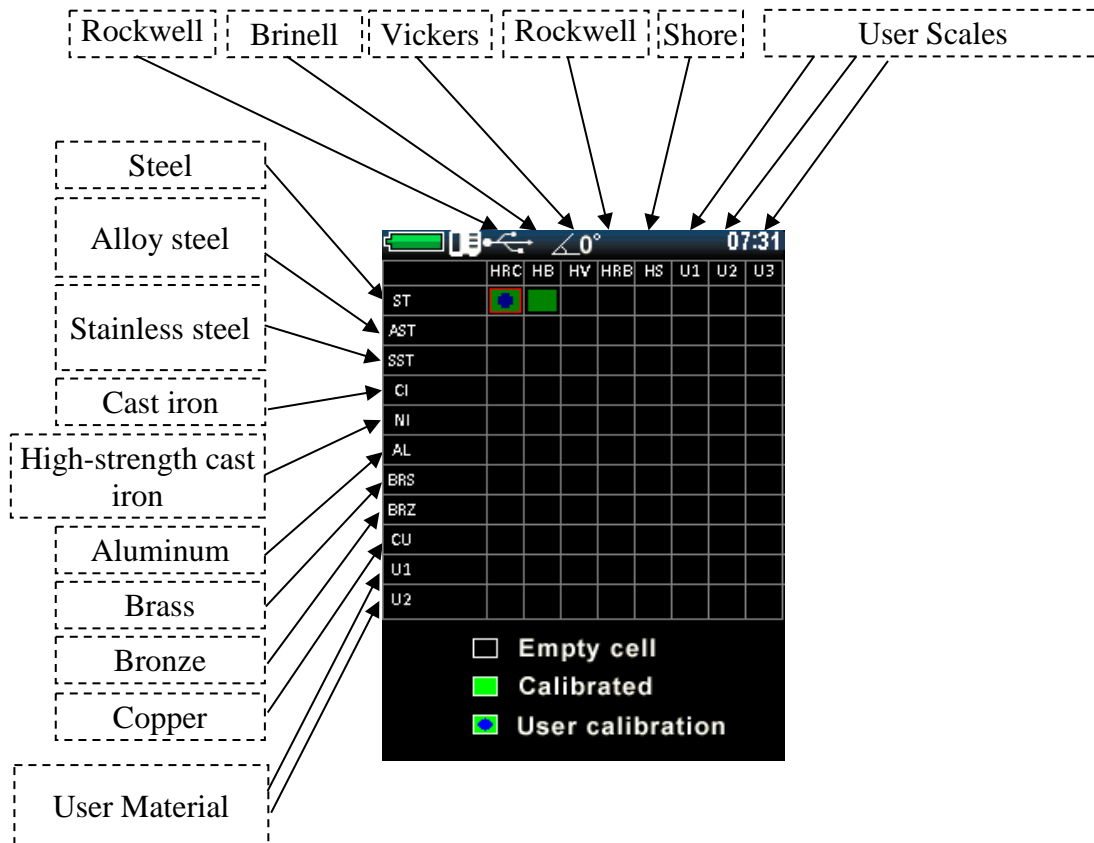 Rockwell Brinell Vickers Rockwell Shore User Scales
Steel
Alloy steel
Stainless steel
Cast iron
High-strength cast
iron
Aluminum
Brass
Bronze
Copper
User Material
0° 07:31
HRC HB HV HRB HS U1 U2 U3
ST
AST
SST
CI
NI
AL
BRS
BRZ
CU
U1
U2
Empty cell
Calibrated
User calibration